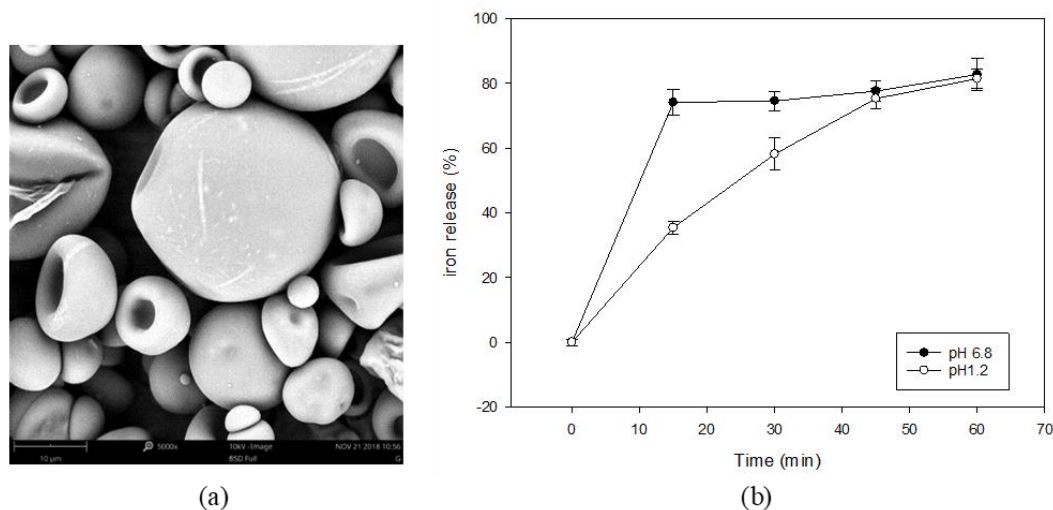 10 µm
5000x
10kV -Image
BSD Full
NOV 21 2018 10:56
G
(a)
iron release (%)
100
80
60
40
20
0
-20
0 10 20 30 40 50 60 70
Time (min)
pH 6.8
pH1.2
(b)